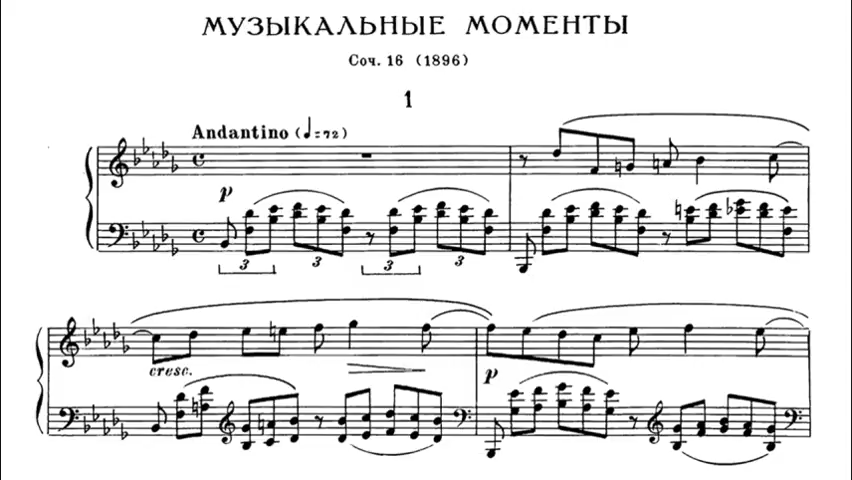 МУЗЫКАЛЬНЫЕ МОМЕНТЫ
Соч. 16 (1896)
1
Andantino (♩=72)
p
3 3 3 3
cresc.
p